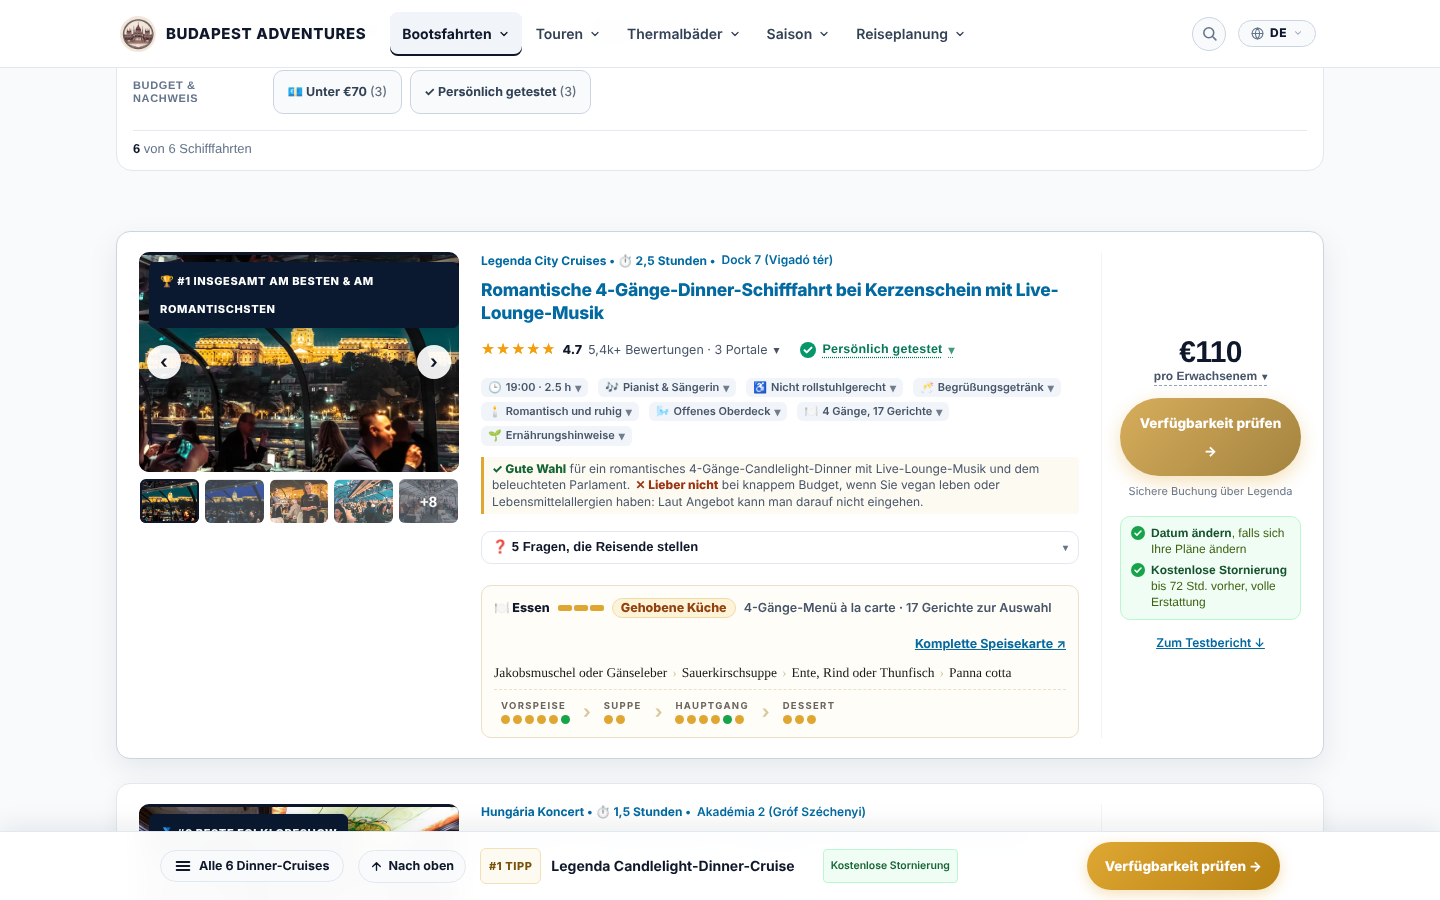 BUDAPEST ADVENTURES
Bootsfahrten
Touren
Thermalbäder
Saison
Reiseplanung
DE
BUDGET &
NACHWEIS
💶 Unter €70 (3)
✓ Persönlich getestet (3)
6 von 6 Schifffahrten
🏆 #1 INSGESAMT AM BESTEN & AM
ROMANTISCHSTEN
+8
Legenda City Cruises • ⏱️ 2,5 Stunden • Dock 7 (Vigadó tér)
Romantische 4-Gänge-Dinner-Schifffahrt bei Kerzenschein mit Live-
Lounge-Musik
★★★★★ 4.7 5,4k+ Bewertungen · 3 Portale ▾
Persönlich getestet ▾
🕒 19:00 · 2.5 h ▾
🎶 Pianist & Sängerin ▾
♿ Nicht rollstuhlgerecht ▾
🥂 Begrüßungsgetränk ▾
🕯️ Romantisch und ruhig ▾
🌬️ Offenes Oberdeck ▾
🍽️ 4 Gänge, 17 Gerichte ▾
🌱 Ernährungshinweise ▾
✓ Gute Wahl für ein romantisches 4-Gänge-Candlelight-Dinner mit Live-Lounge-Musik und dem
beleuchteten Parlament. ✕ Lieber nicht bei knappem Budget, wenn Sie vegan leben oder
Lebensmittelallergien haben: Laut Angebot kann man darauf nicht eingehen.
❓ 5 Fragen, die Reisende stellen ▾
🍽️ Essen Gehobene Küche 4-Gänge-Menü à la carte · 17 Gerichte zur Auswahl
Komplette Speisekarte ↗
Jakobsmuschel oder Gänseleber › Sauerkirschsuppe › Ente, Rind oder Thunfisch › Panna cotta
VORSPEISE › SUPPE › HAUPTGANG › DESSERT
€110
pro Erwachsenem ▾
Verfügbarkeit prüfen
→
Sichere Buchung über Legenda
Datum ändern, falls sich
Ihre Pläne ändern
Kostenlose Stornierung
bis 72 Std. vorher, volle
Erstattung
Zum Testbericht ↓
Hungária Koncert • ⏱️ 1,5 Stunden • Akadémia 2 (Gróf Széchenyi)
Alle 6 Dinner-Cruises
↑ Nach oben
#1 TIPP
Legenda Candlelight-Dinner-Cruise
Kostenlose Stornierung
Verfügbarkeit prüfen →